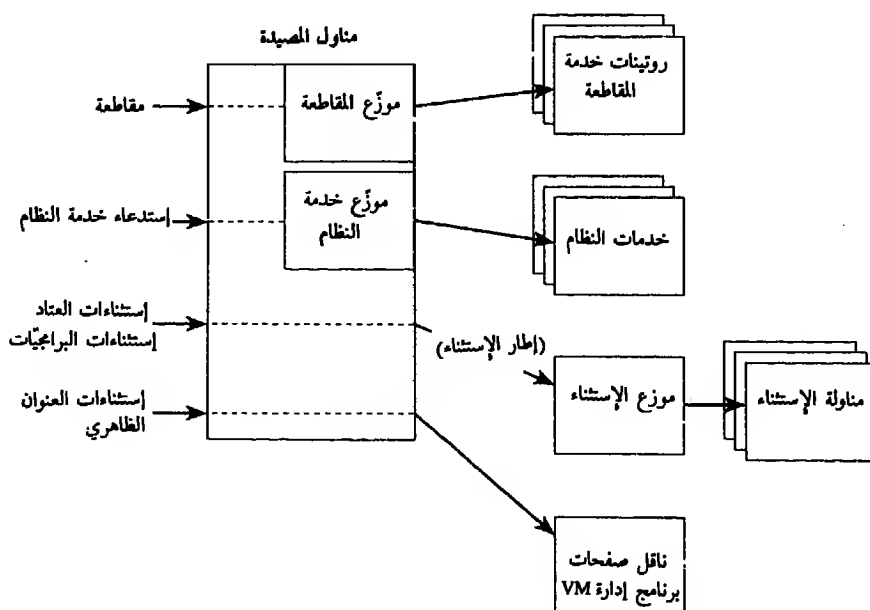 مناول المصيدة
مقاطعة
موزّع المقاطعة
روتينات خدمة
المقاطعة
إستدعاء خدمة النظام
موزّع خدمة
النظام
خدمات النظام
إستثناءات العتاد
إستثناءات البرامجيّات
(إطار الإستثناء)
موزع الإستثناء
مناولة الإستثناء
إستثناءات العنوان
الظاهري
ناقل صفحات
برنامج إدارة VM